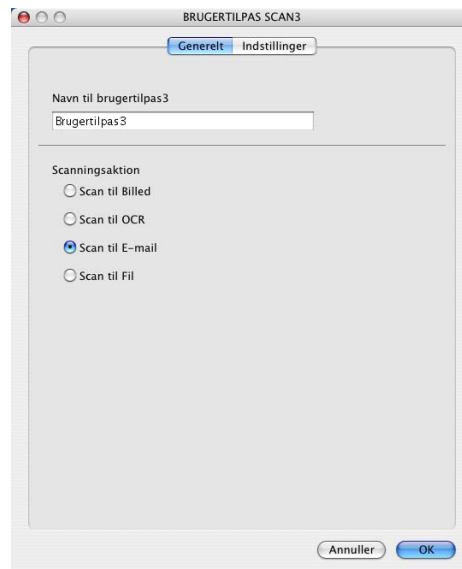 BRUGERTILPAS SCAN3
Generelt Indstillinger
Navn til brugertilpas3
Brugertilpas3
Scanningsaktion
Scan til Billed
Scan til OCR
Scan til E-mail
Scan til Fil
Annuller OK